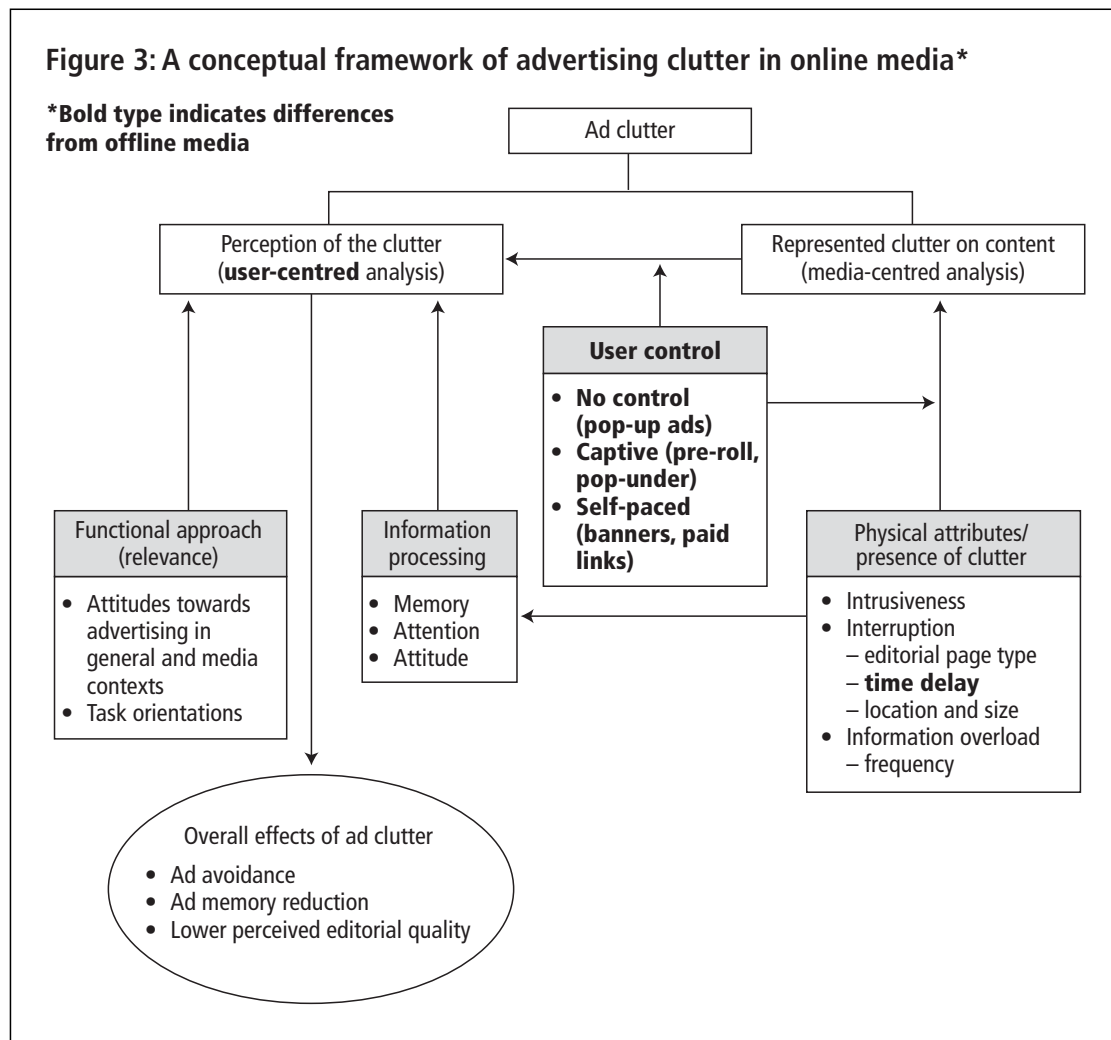 Figure 3: A conceptual framework of advertising clutter in online media*
*Bold type indicates differences
from offline media
Ad clutter
Perception of the clutter
(user-centred analysis)
Represented clutter on content
(media-centred analysis)
User control
• No control
(pop-up ads)
• Captive (pre-roll,
pop-under)
• Self-paced
(banners, paid
links)
Functional approach
(relevance)
• Attitudes towards
advertising in
general and media
contexts
• Task orientations
Information
processing
• Memory
• Attention
• Attitude
Physical attributes/
presence of clutter
• Intrusiveness
• Interruption
– editorial page type
– time delay
– location and size
• Information overload
– frequency
Overall effects of ad clutter
• Ad avoidance
• Ad memory reduction
• Lower perceived editorial quality